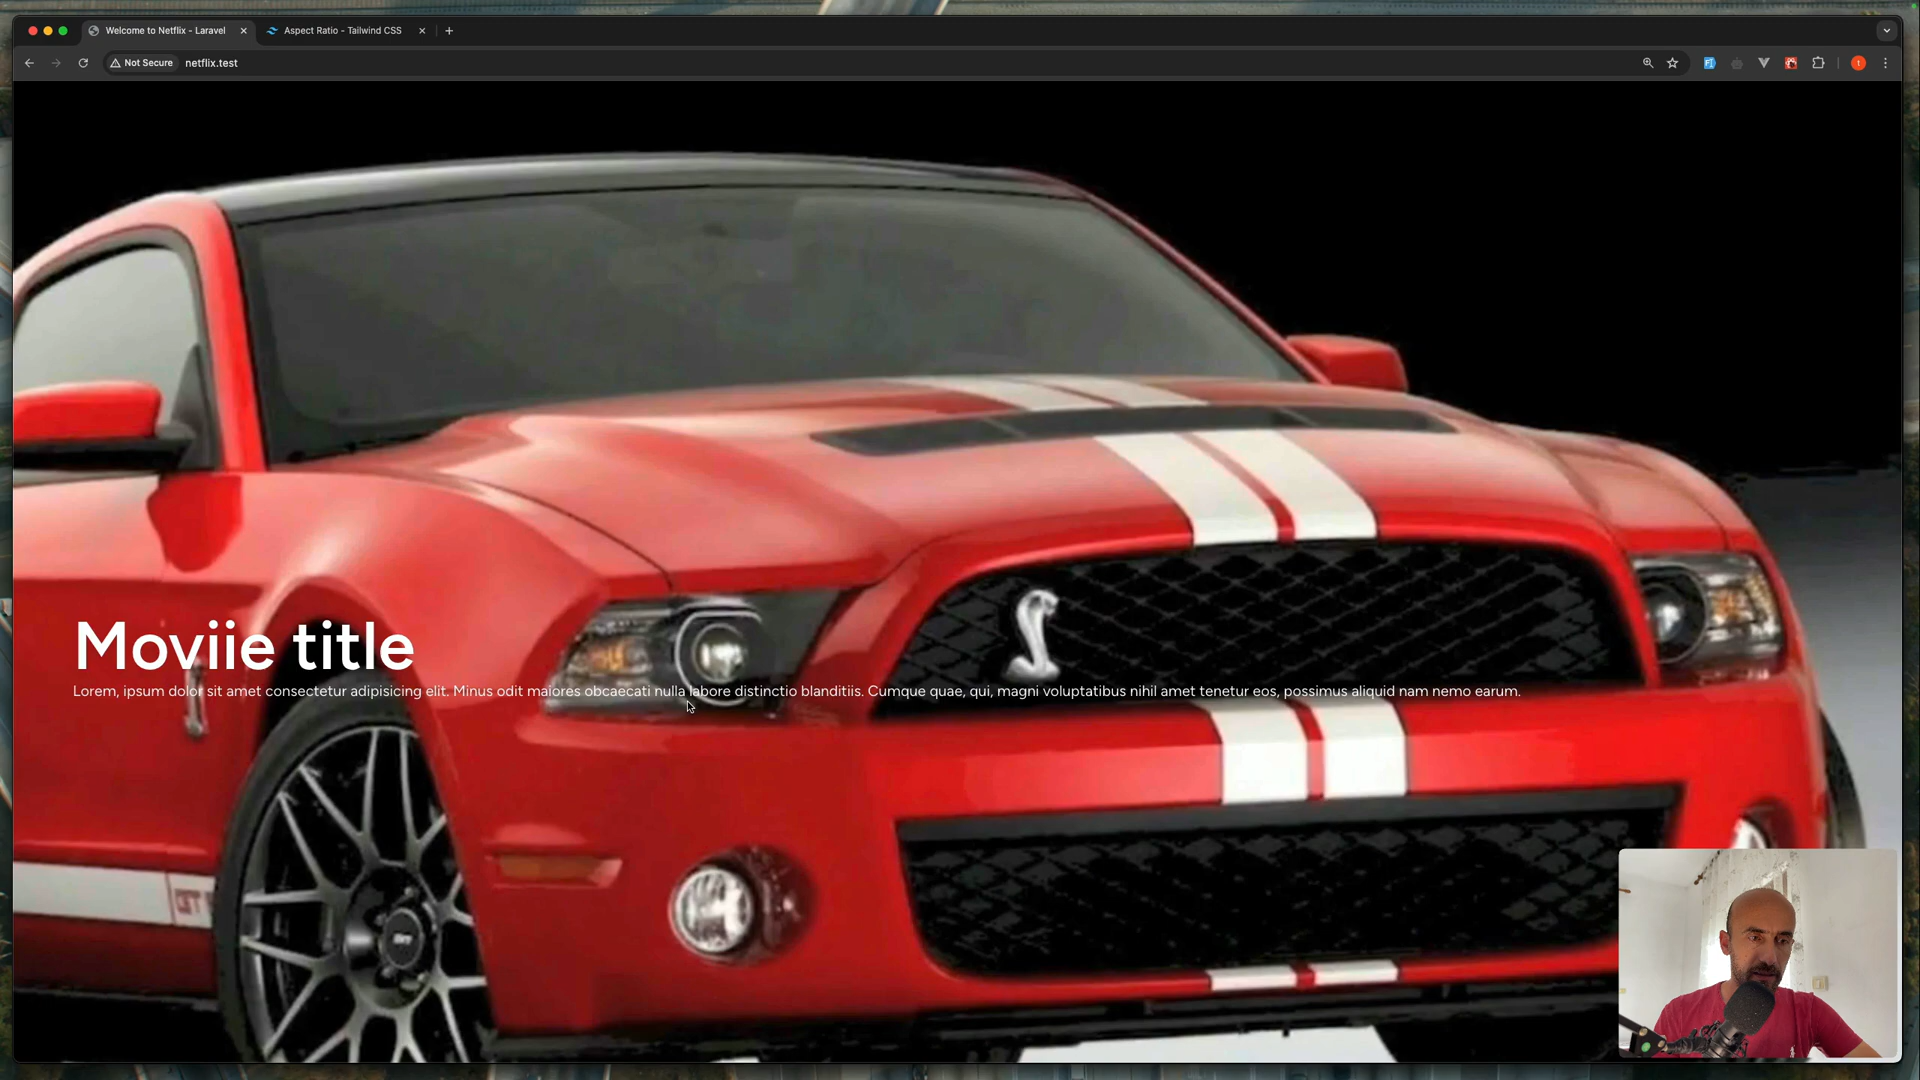 Welcome to Netflix - Laravel
Aspect Ratio - Tailwind CSS
Not Secure
netflix.test
Moviie title
Lorem, ipsum dolor sit amet consectetur adipisicing elit. Minus odit maiores obcaecati nulla labore distinctio blanditiis. Cumque quae, qui, magni voluptatibus nihil amet tenetur eos, possimus aliquid nam nemo earum.